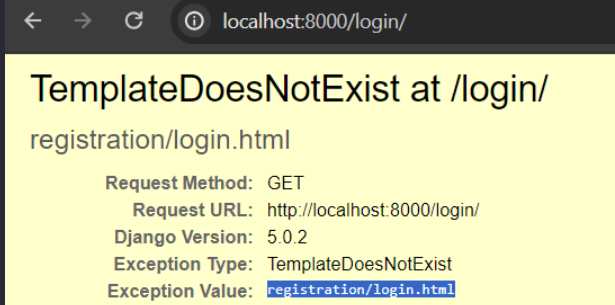 localhost:8000/login/
TemplateDoesNotExist at /login/
registration/login.html
Request Method: GET
Request URL: http://localhost:8000/login/
Django Version: 5.0.2
Exception Type: TemplateDoesNotExist
Exception Value: registration/login.html